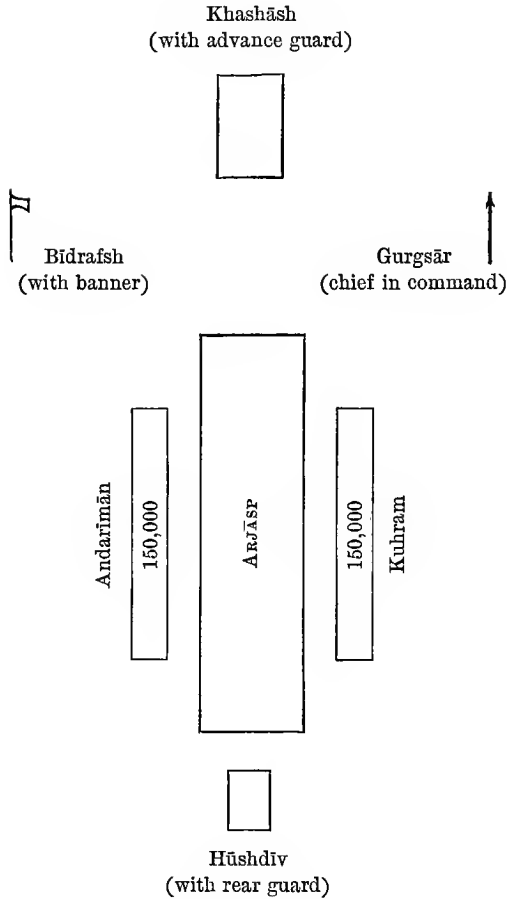 Khashāsh
(with advance guard)
Bīdrafsh
(with banner)
Gurgsār
(chief in command)
Andarīmān
150,000
ARJĀSP
150,000
Kuhram
Hūshdīv
(with rear guard)